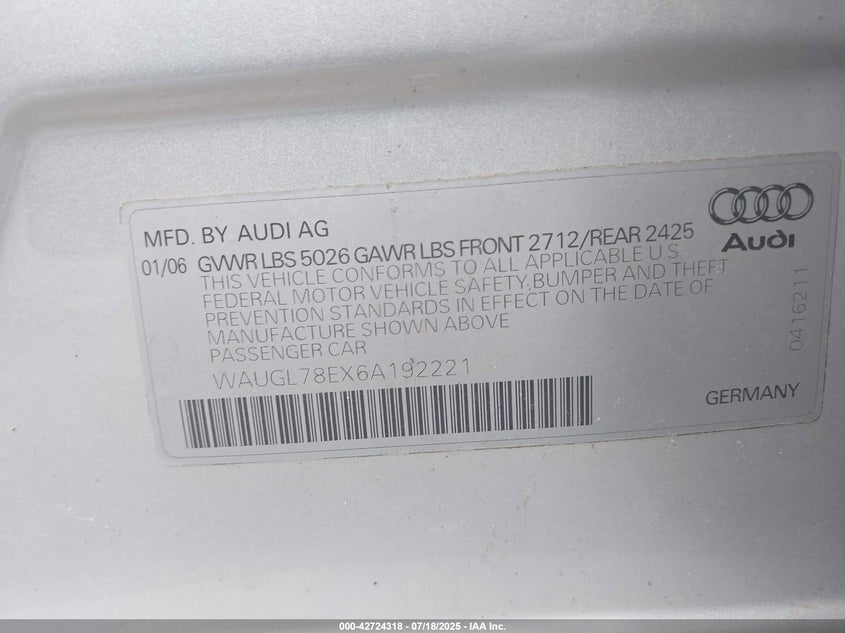 MFD. BY AUDI AG
01/06 GVWR LBS 5026 GAWR LBS FRONT 2712/REAR 2425
THIS VEHICLE CONFORMS TO ALL APPLICABLE U S
FEDERAL MOTOR VEHICLE SAFETY,BUMPER AND THEFT
PREVENTION STANDARDS IN EFFECT ON THE DATE OF
MANUFACTURE SHOWN ABOVE
PASSENGER CAR
WAUGL78EX6A192221
Audi
0416211
GERMANY
000-42724318 - 07/18/2025 - IAA Inc.